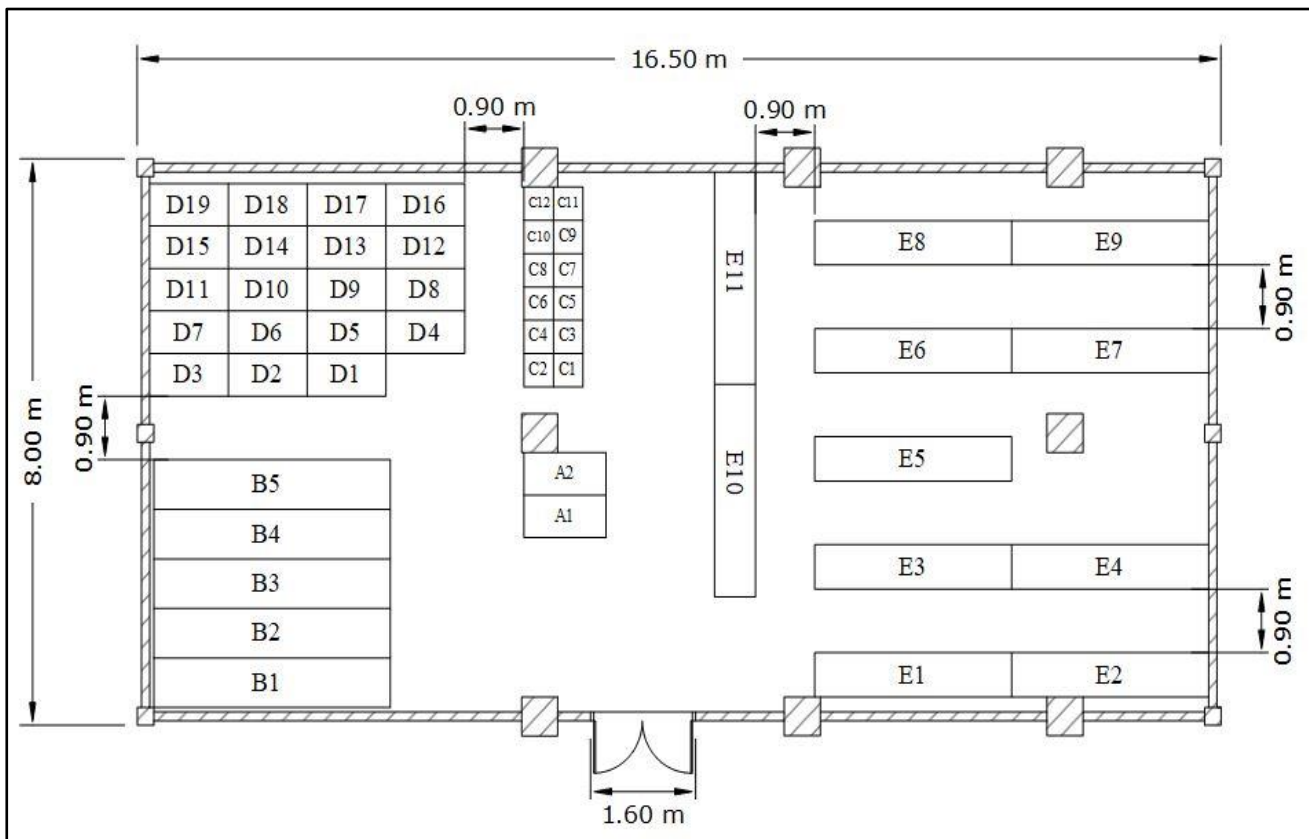 16.50 m
0.90 m
0.90 m
D19 D18 D17 D16
D15 D14 D13 D12
D11 D10 D9 D8
D7 D6 D5 D4
D3 D2 D1
C12 C11
C10 C9
C8 C7
C6 C5
C4 C3
C2 C1
E11
E10
E8 E9
E6 E7
E5
E3 E4
E1 E2
0.90 m
0.90 m
8.00 m
0.90 m
B5
B4
B3
B2
B1
A2
A1
1.60 m